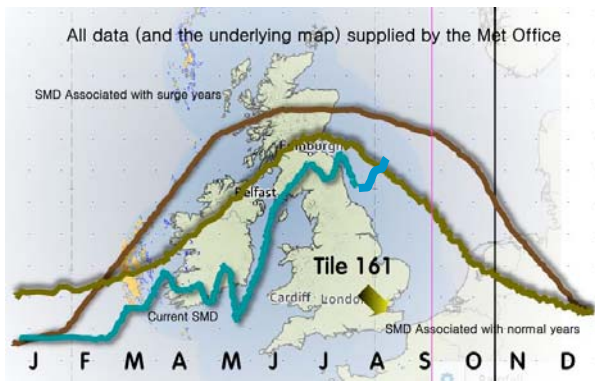 All data (and the underlying map) supplied by the Met Office
SMD Associated with surge years
Edinburgh
Belfast
Tile 161
Cardiff London
Current SMD
SMD Associated with normal years
J F M A M J J A S O N D